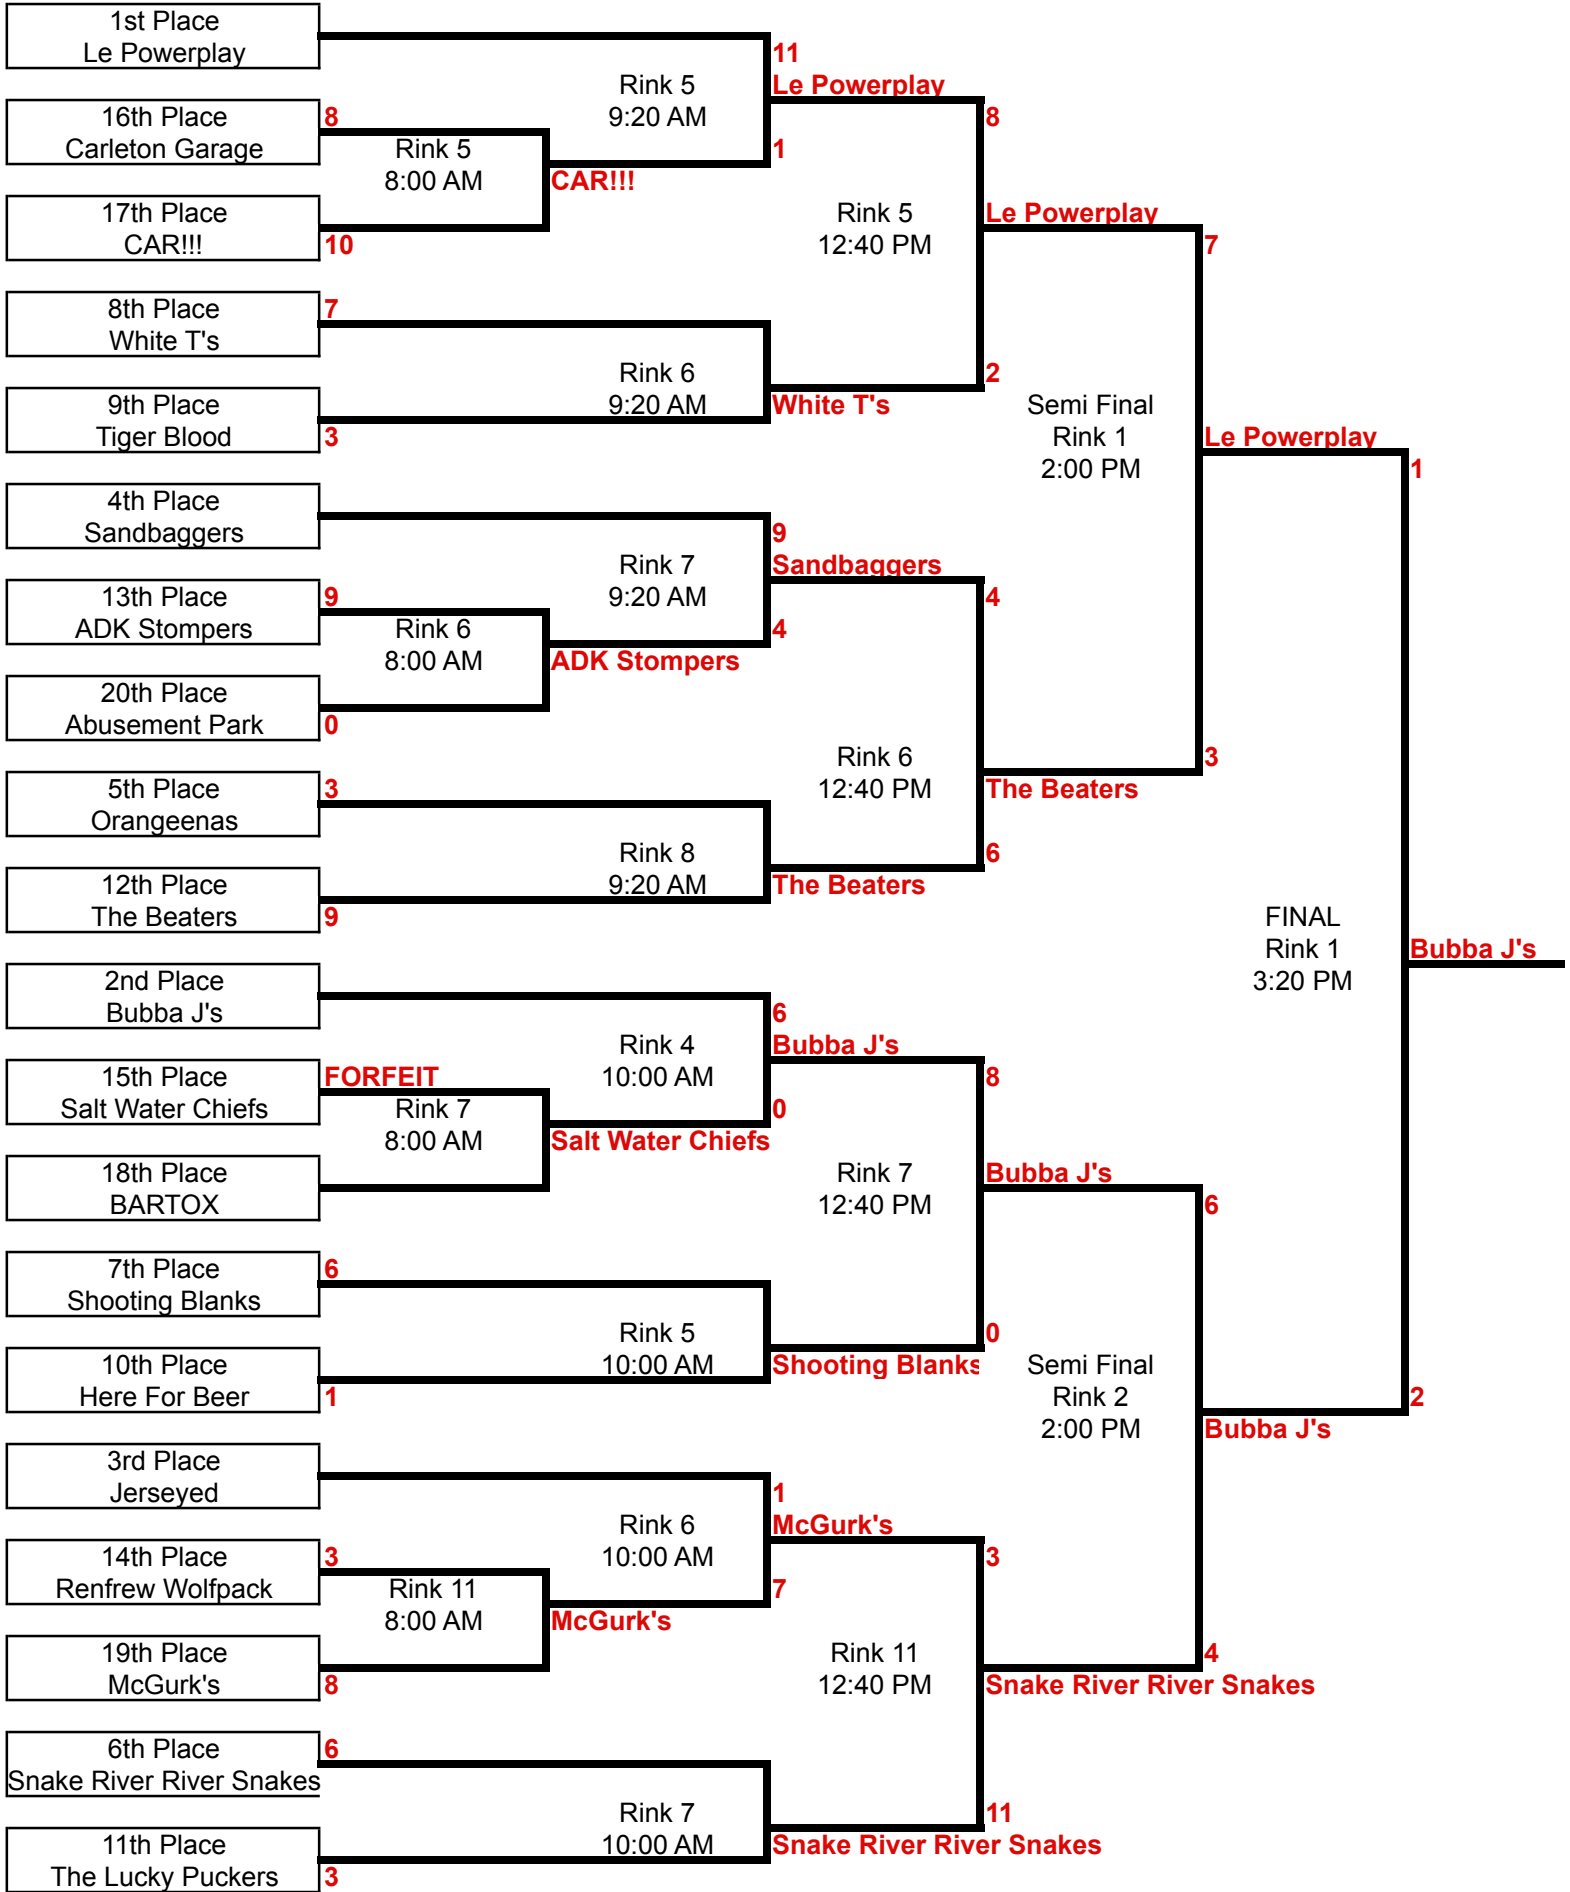 1st Place
Le Powerplay
11
Rink 5
Le Powerplay
9:20 AM
16th Place
8
8
Carleton Garage
Rink 5
1
8:00 AM
CAR!!!
17th Place
Rink 5
Le Powerplay
CAR!!!
10
12:40 PM
7
8th Place
7
White T's
Rink 6
2
9th Place
9:20 AM
White T's
Semi Final
Tiger Blood
3
Rink 1
Le Powerplay
2:00 PM
1
4th Place
Sandbaggers
9
Rink 7
Sandbaggers
13th Place
9
9:20 AM
4
ADK Stompers
Rink 6
4
8:00 AM
ADK Stompers
20th Place
Abusement Park
0
Rink 6
3
5th Place
3
12:40 PM
The Beaters
Orangeenas
Rink 8
6
12th Place
9:20 AM
The Beaters
The Beaters
9
FINAL
Rink 1
Bubba J's
2nd Place
3:20 PM
Bubba J's
6
Rink 4
Bubba J's
15th Place
FORFEIT
10:00 AM
8
Salt Water Chiefs
Rink 7
0
8:00 AM
Salt Water Chiefs
18th Place
Rink 7
Bubba J's
BARTOX
12:40 PM
6
7th Place
6
Shooting Blanks
Rink 5
0
10th Place
10:00 AM
Shooting Blanks
Semi Final
Here For Beer
1
Rink 2
2
2:00 PM
Bubba J's
3rd Place
Jerseyed
1
Rink 6
McGurk's
14th Place
3
10:00 AM
3
Renfrew Wolfpack
Rink 11
7
8:00 AM
McGurk's
19th Place
Rink 11
4
McGurk's
8
12:40 PM
Snake River River Snakes
6th Place
6
Snake River River Snakes
Rink 7
11
11th Place
10:00 AM
Snake River River Snakes
The Lucky Puckers
3